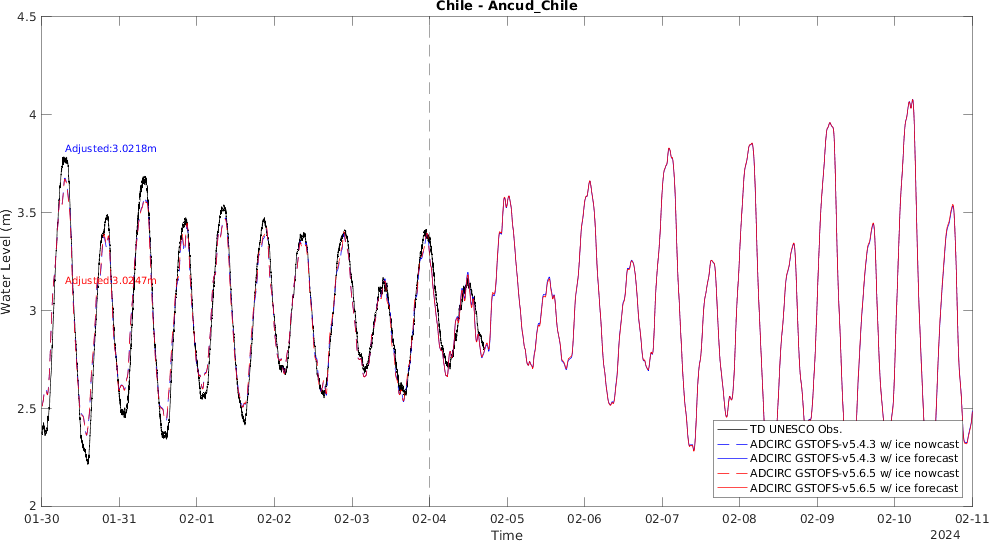 Chile - Ancud_Chile
4.5
4
3.5
3
2.5
2
Water Level (m)
Adjusted:3.0218m
Adjusted:3.0247m
TD UNESCO Obs.
ADCIRC GSTOFS-v5.4.3 w/ ice nowcast
ADCIRC GSTOFS-v5.4.3 w/ ice forecast
ADCIRC GSTOFS-v5.6.5 w/ ice nowcast
ADCIRC GSTOFS-v5.6.5 w/ ice forecast
01-30 01-31 02-01 02-02 02-03 02-04 02-05 02-06 02-07 02-08 02-09 02-10 02-11
Time
2024